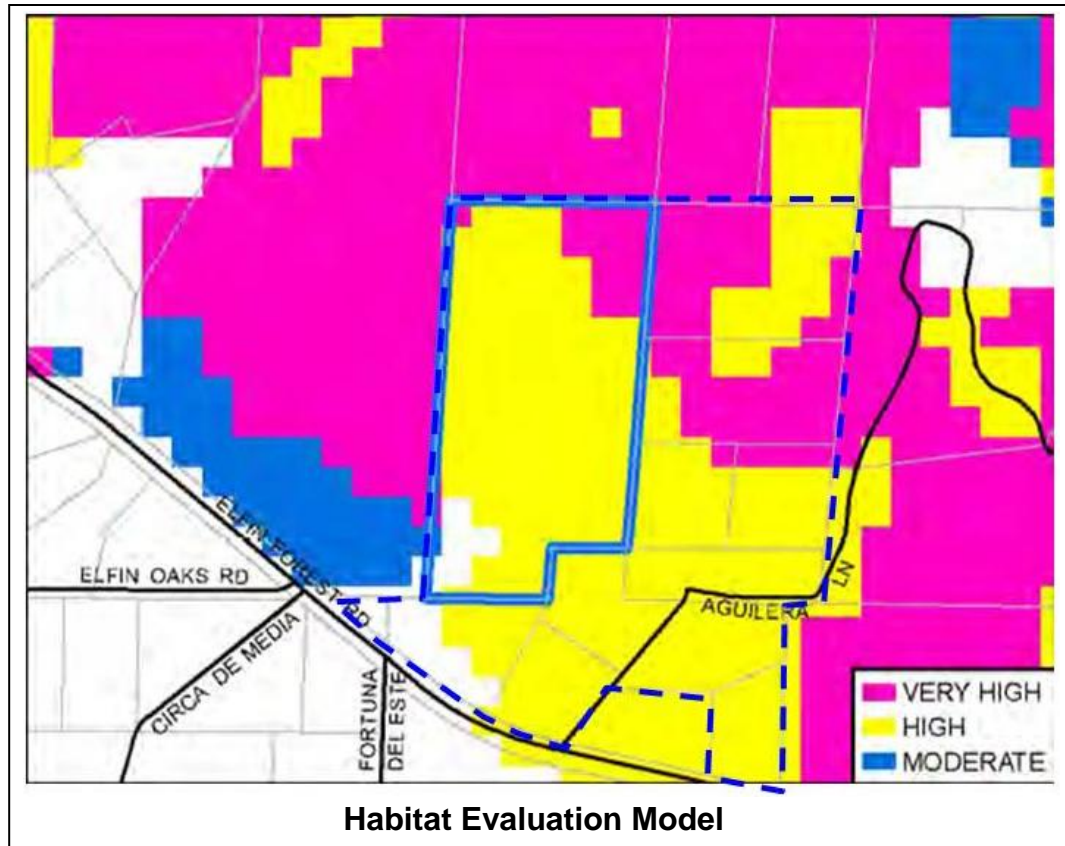 ELFIN FOREST RD
ELFIN OAKS RD
CIRCA DE MEDIA
FORTUNA
DEL ESTE
AGUILERA
LN
VERY HIGH
HIGH
MODERATE
Habitat Evaluation Model